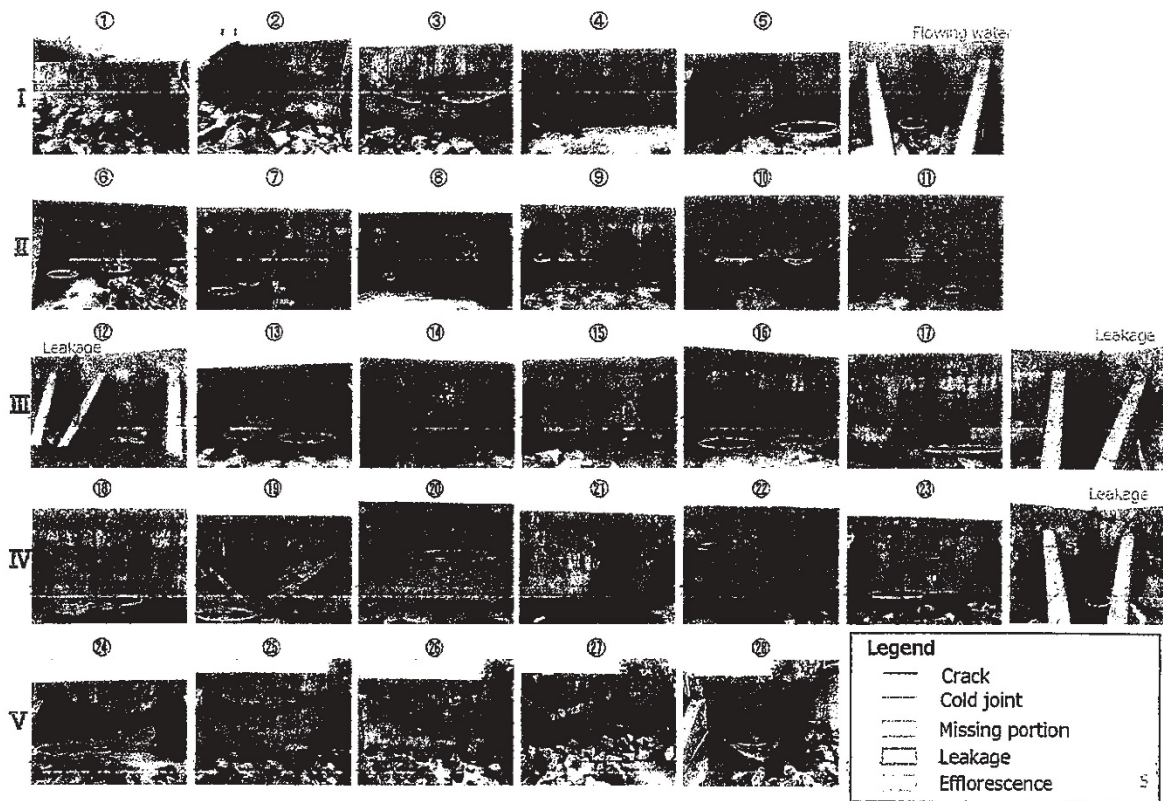 ① ② ③ ④ ⑤ Flowing water
I
⑥ ⑦ ⑧ ⑨ ⑩ ⑪
II
⑫ ⑬ ⑭ ⑮ ⑯ ⑰
Leakage Leakage
III
⑱ ⑲ ⑳ ㉑ ㉒ ㉓
Leakage
IV
㉔ ㉕ ㉖ ㉗ ㉘
V
Legend
Crack
Cold joint
Missing portion
Leakage
Efflorescence
S